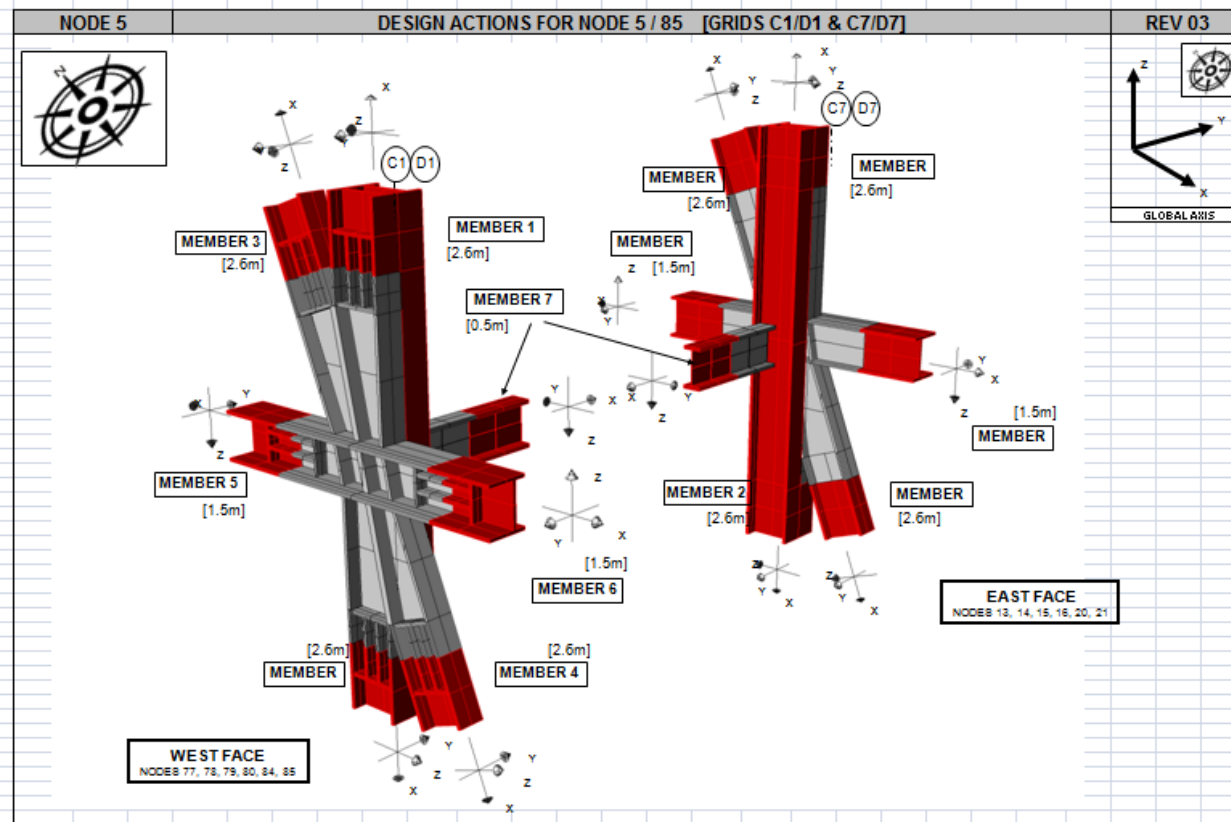 NODE 5
DESIGN ACTIONS FOR NODE 5 / 85 [GRIDS C1/D1 & C7/D7]
REV 03
N
X
Z
X
Z
Y
C1
D1
MEMBER 3
[2.6m]
MEMBER 1
[2.6m]
MEMBER 7
[0.5m]
X
Y
Z
MEMBER 5
[1.5m]
Y
X
Z
Z
Y
X
[1.5m]
MEMBER 6
[2.6m]
MEMBER
[2.6m]
MEMBER 4
WEST FACE
NODES 77, 78, 79, 80, 84, 85
Y
Z
X
Y
Z
X
X
Y
Z
X
Y
Z
C7
D7
MEMBER
[2.6m]
MEMBER
[2.6m]
MEMBER
[1.5m]
Z
X
Y
X
Y
Z
Y
X
Z
[1.5m]
MEMBER
MEMBER 2
[2.6m]
MEMBER
[2.6m]
Z
Y
X
Z
Y
X
EAST FACE
NODES 13, 14, 15, 16, 20, 21
Z
Y
X
GLOBAL AXIS